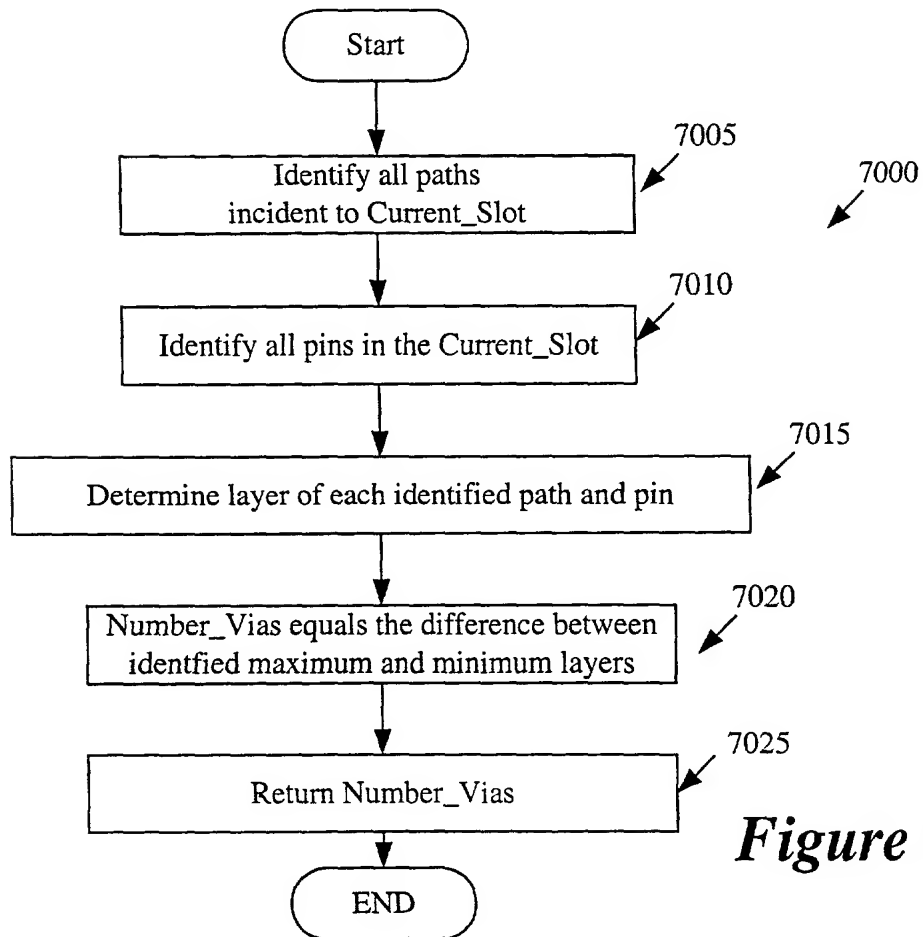 Start
7005
7000
Identify all paths
incident to Current_Slot
7010
Identify all pins in the Current_Slot
7015
Determine layer of each identified path and pin
7020
Number_Vias equals the difference between
identfied maximum and minimum layers
7025
Return Number_Vias
Figure
END